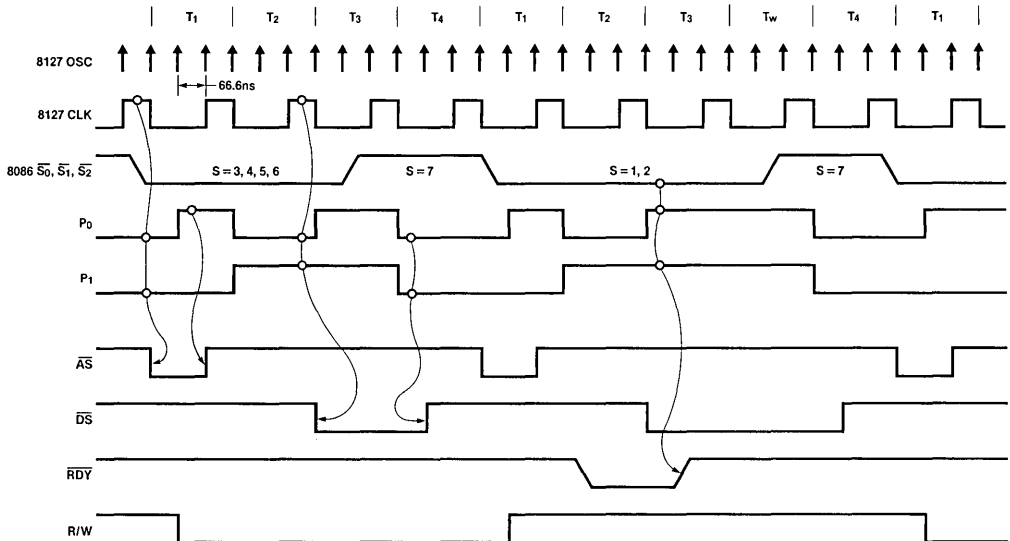 T1 T2 T3 T4 T1 T2 T3 TW T4 T1
8127 OSC
66.6ns
8127 CLK
8086 S̅0, S̅1, S̅2 S = 3, 4, 5, 6 S = 7 S = 1, 2 S = 7
P0
P1
A̅S̅
D̅S̅
R̅D̅Y̅
R/W